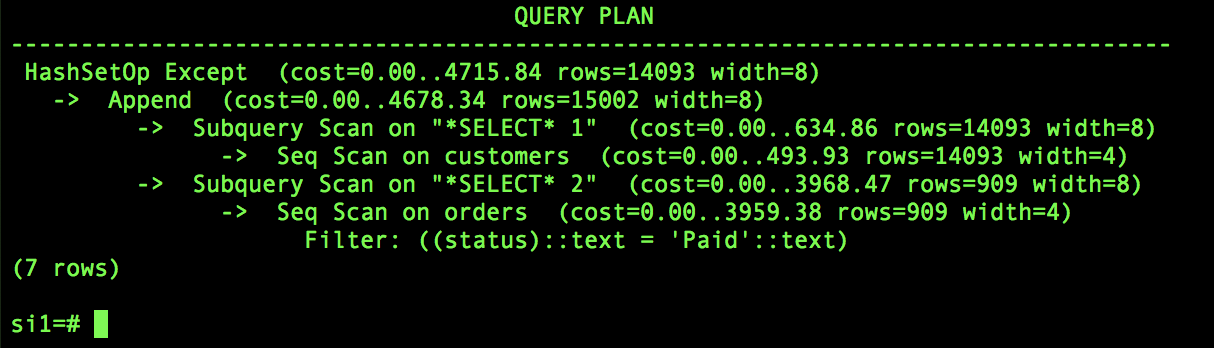 QUERY PLAN
-----------------------------------------------------------------------------------
HashSetOp Except  (cost=0.00..4715.84 rows=14093 width=8)
  ->  Append  (cost=0.00..4678.34 rows=15002 width=8)
        ->  Subquery Scan on "*SELECT* 1"  (cost=0.00..634.86 rows=14093 width=8)
              ->  Seq Scan on customers  (cost=0.00..493.93 rows=14093 width=4)
        ->  Subquery Scan on "*SELECT* 2"  (cost=0.00..3968.47 rows=909 width=8)
              ->  Seq Scan on orders  (cost=0.00..3959.38 rows=909 width=4)
                    Filter: ((status)::text = 'Paid'::text)
(7 rows)
si1=#